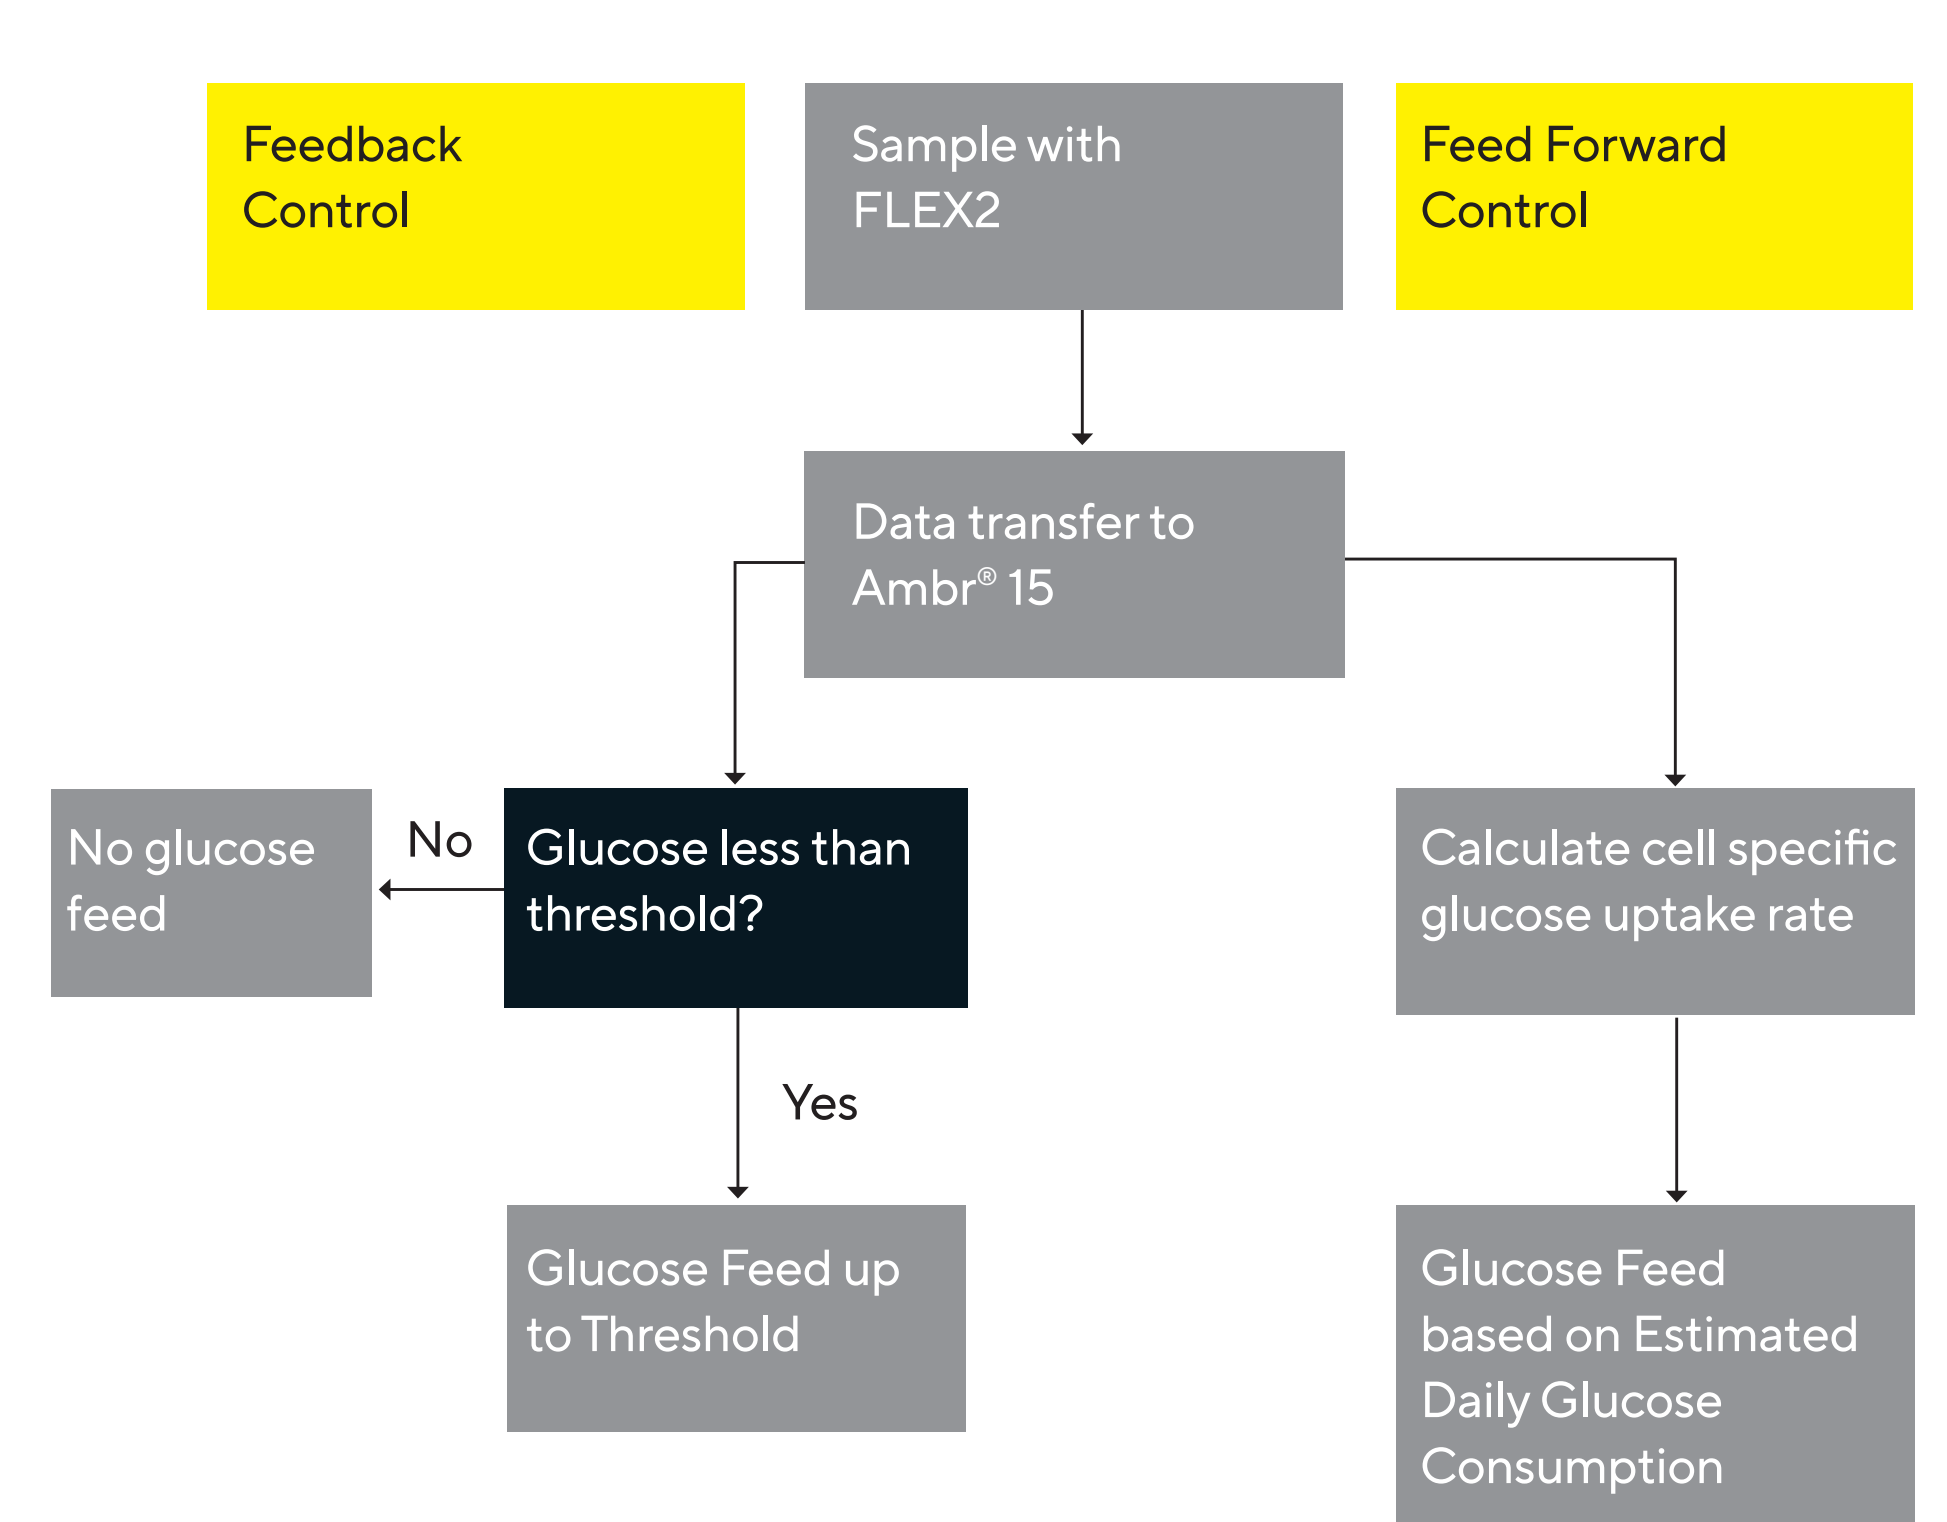 Feedback
Control
Sample with
FLEX2
Feed Forward
Control
Data transfer to
Ambr® 15
No glucose
feed
No
Glucose less than
threshold?
Calculate cell specific
glucose uptake rate
Yes
Glucose Feed up
to Threshold
Glucose Feed
based on Estimated
Daily Glucose
Consumption